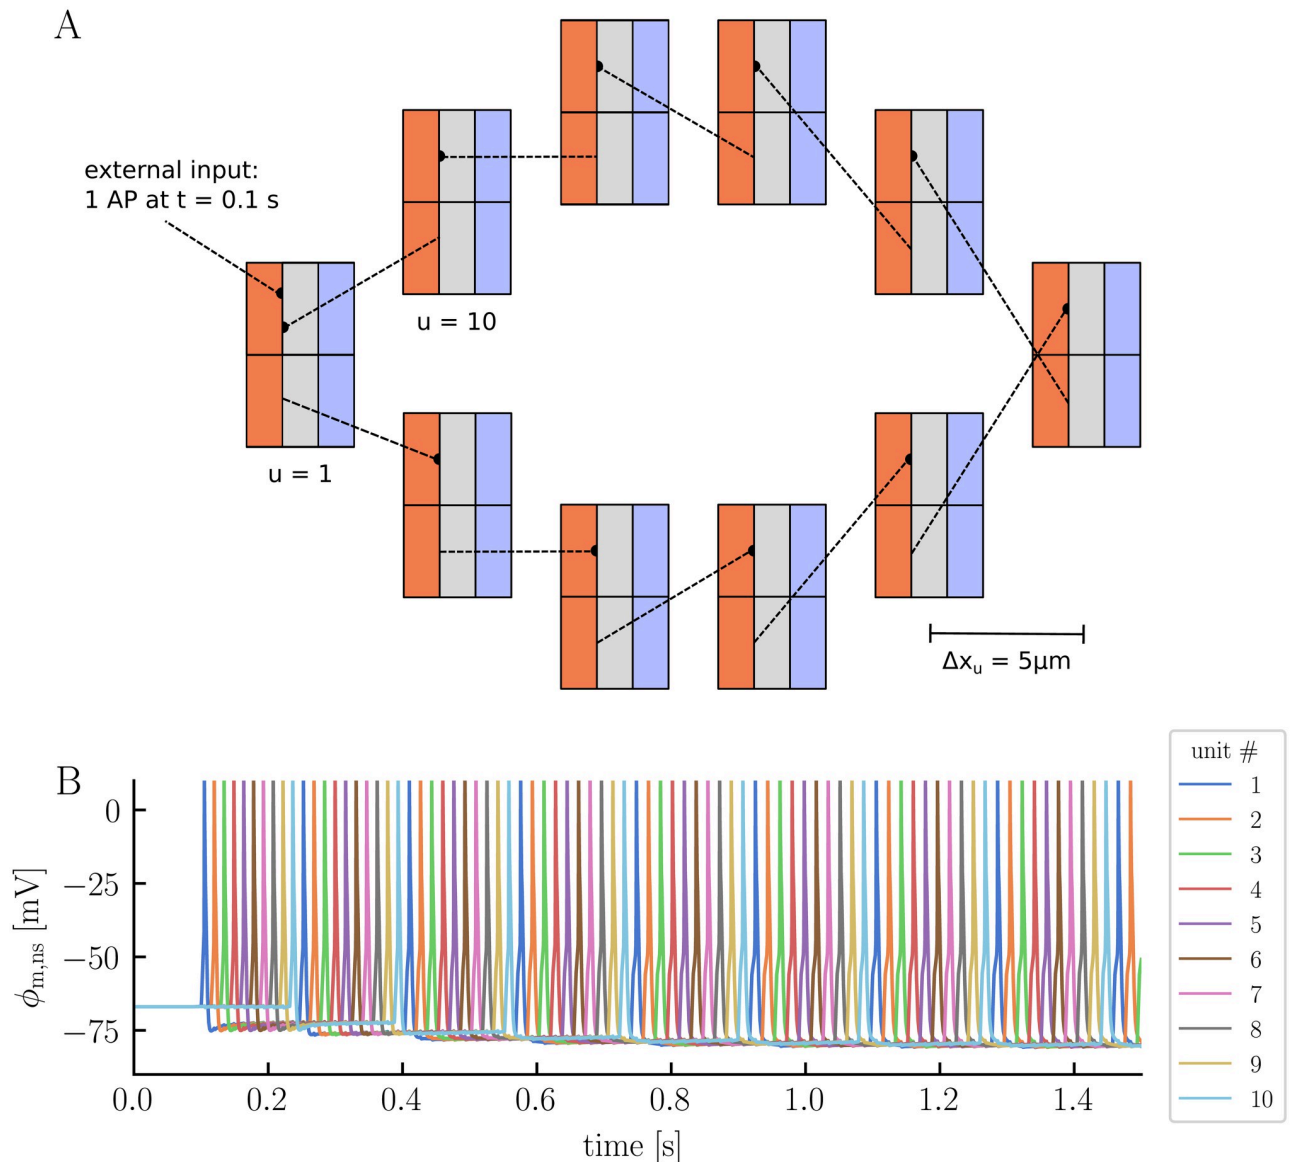 A
external input:
1 AP at t = 0.1 s
u = 10
u = 1
Δxᵤ = 5μm
B
unit #
1
2
3
4
5
6
7
8
9
10
ϕm,ns [mV]
0
−25
−50
−75
0.0 0.2 0.4 0.6 0.8 1.0 1.2 1.4
time [s]